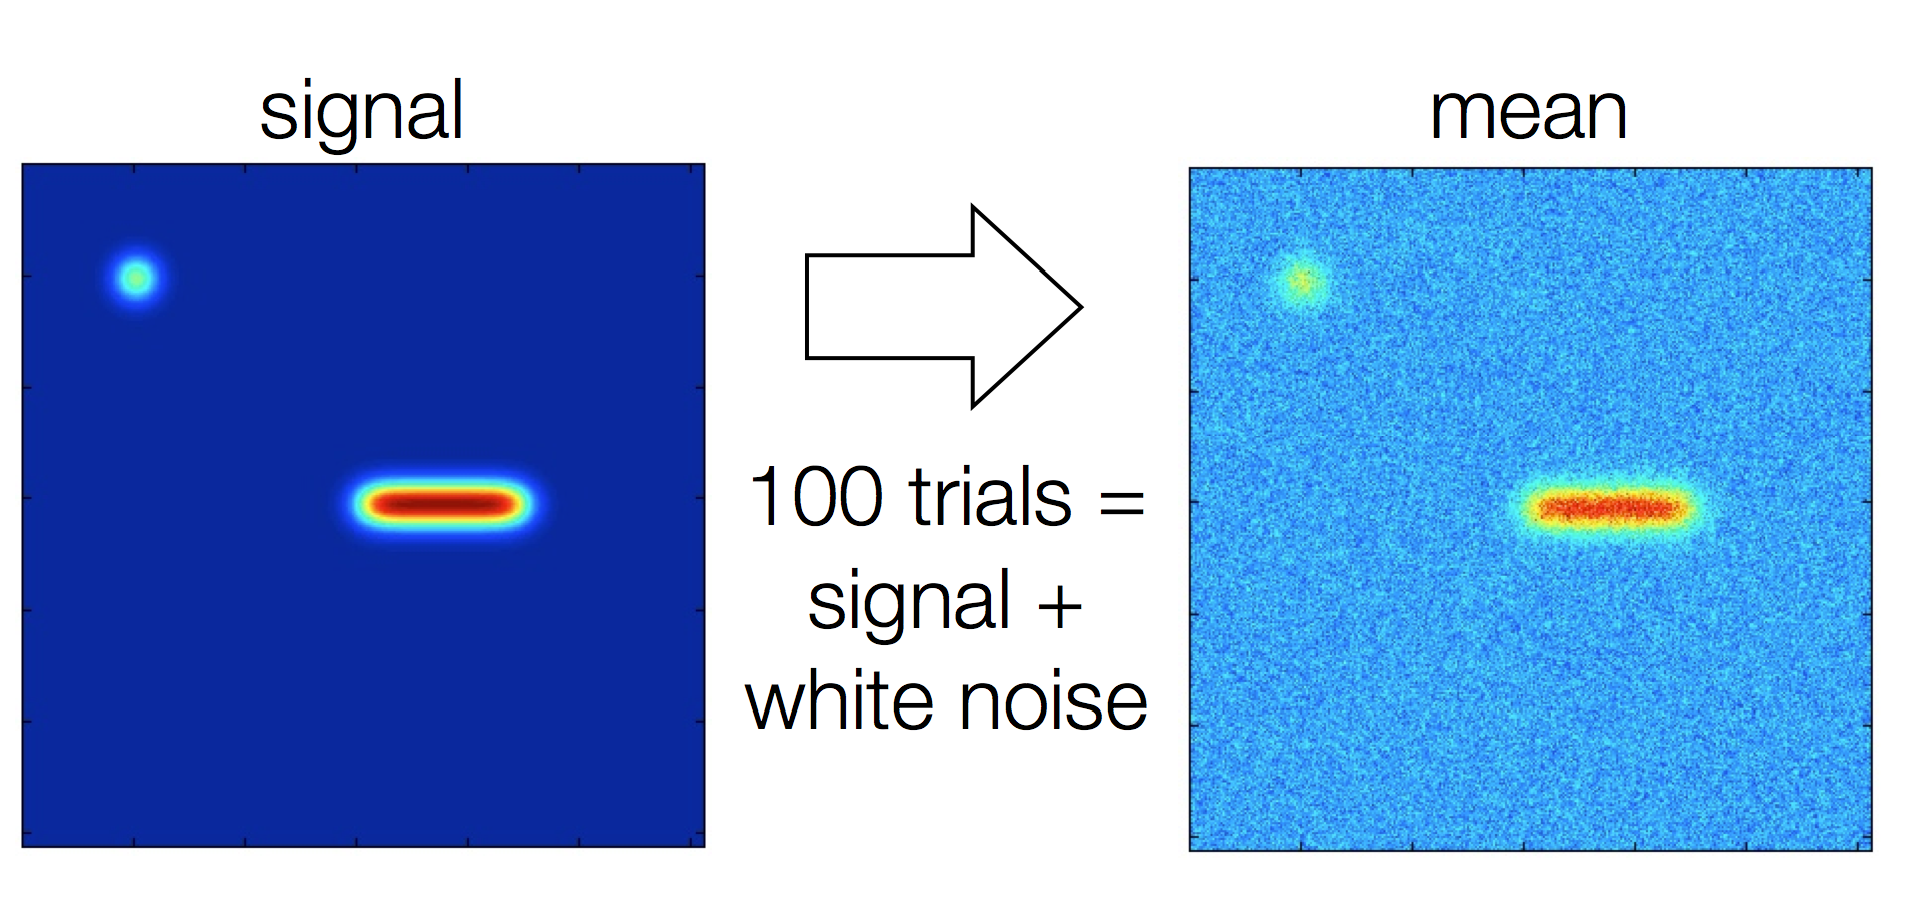 signal
mean
100 trials =
signal +
white noise